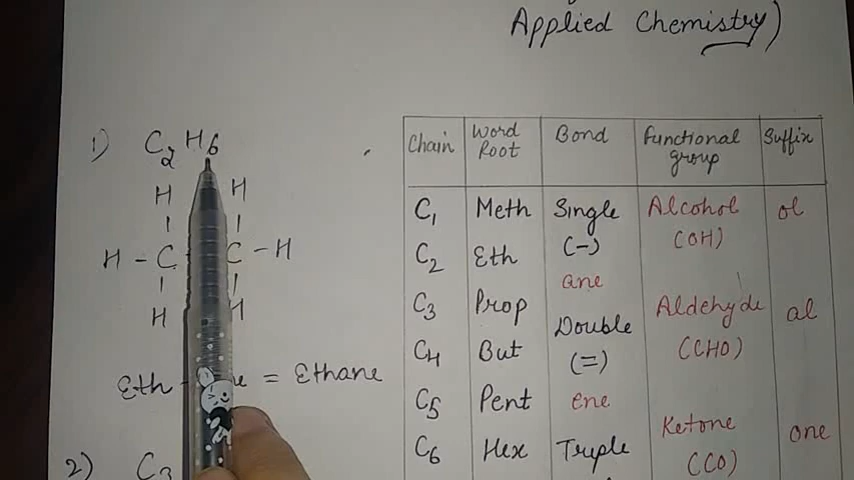 Applied Chemistry)
1) C2H6
H H
H - C C - H
H H
Eth = Ethane
2) C3
Chain Word Root Bond Functional group Suffix
C1 Meth Single (-) ane Alcohol (OH) ol
C2 Eth
C3 Prop Double (=) ene Aldehyde (CHO) al
C4 But
C5 Pent Ketone (CO) one
C6 Hex Triple